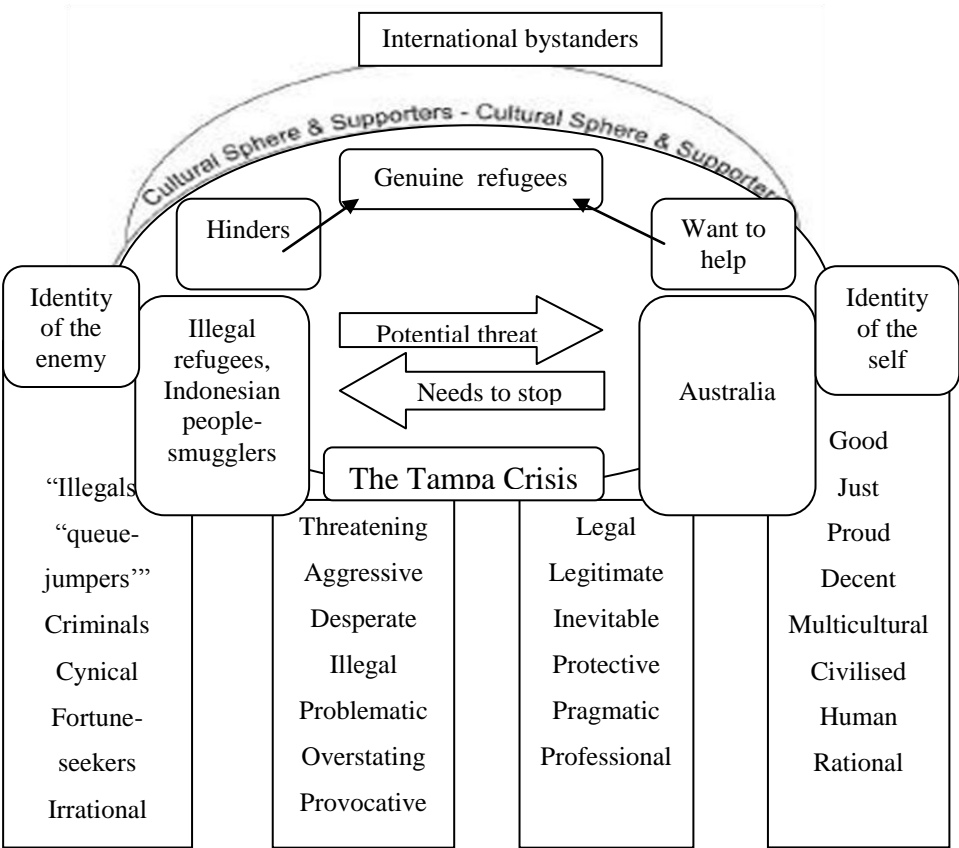 International bystanders
Cultural Sphere & Supporters - Cultural Sphere & Supporters
Genuine refugees
Hinders
Want to
help
Identity
of the
enemy
Illegal
refugees,
Indonesian
people-
smugglers
Potential threat
Needs to stop
Australia
Identity
of the
self
The Tampa Crisis
“Illegals
“queue-
jumpers’”
Criminals
Cynical
Fortune-
seekers
Irrational
Threatening
Aggressive
Desperate
Illegal
Problematic
Overstating
Provocative
Legal
Legitimate
Inevitable
Protective
Pragmatic
Professional
Good
Just
Proud
Decent
Multicultural
Civilised
Human
Rational